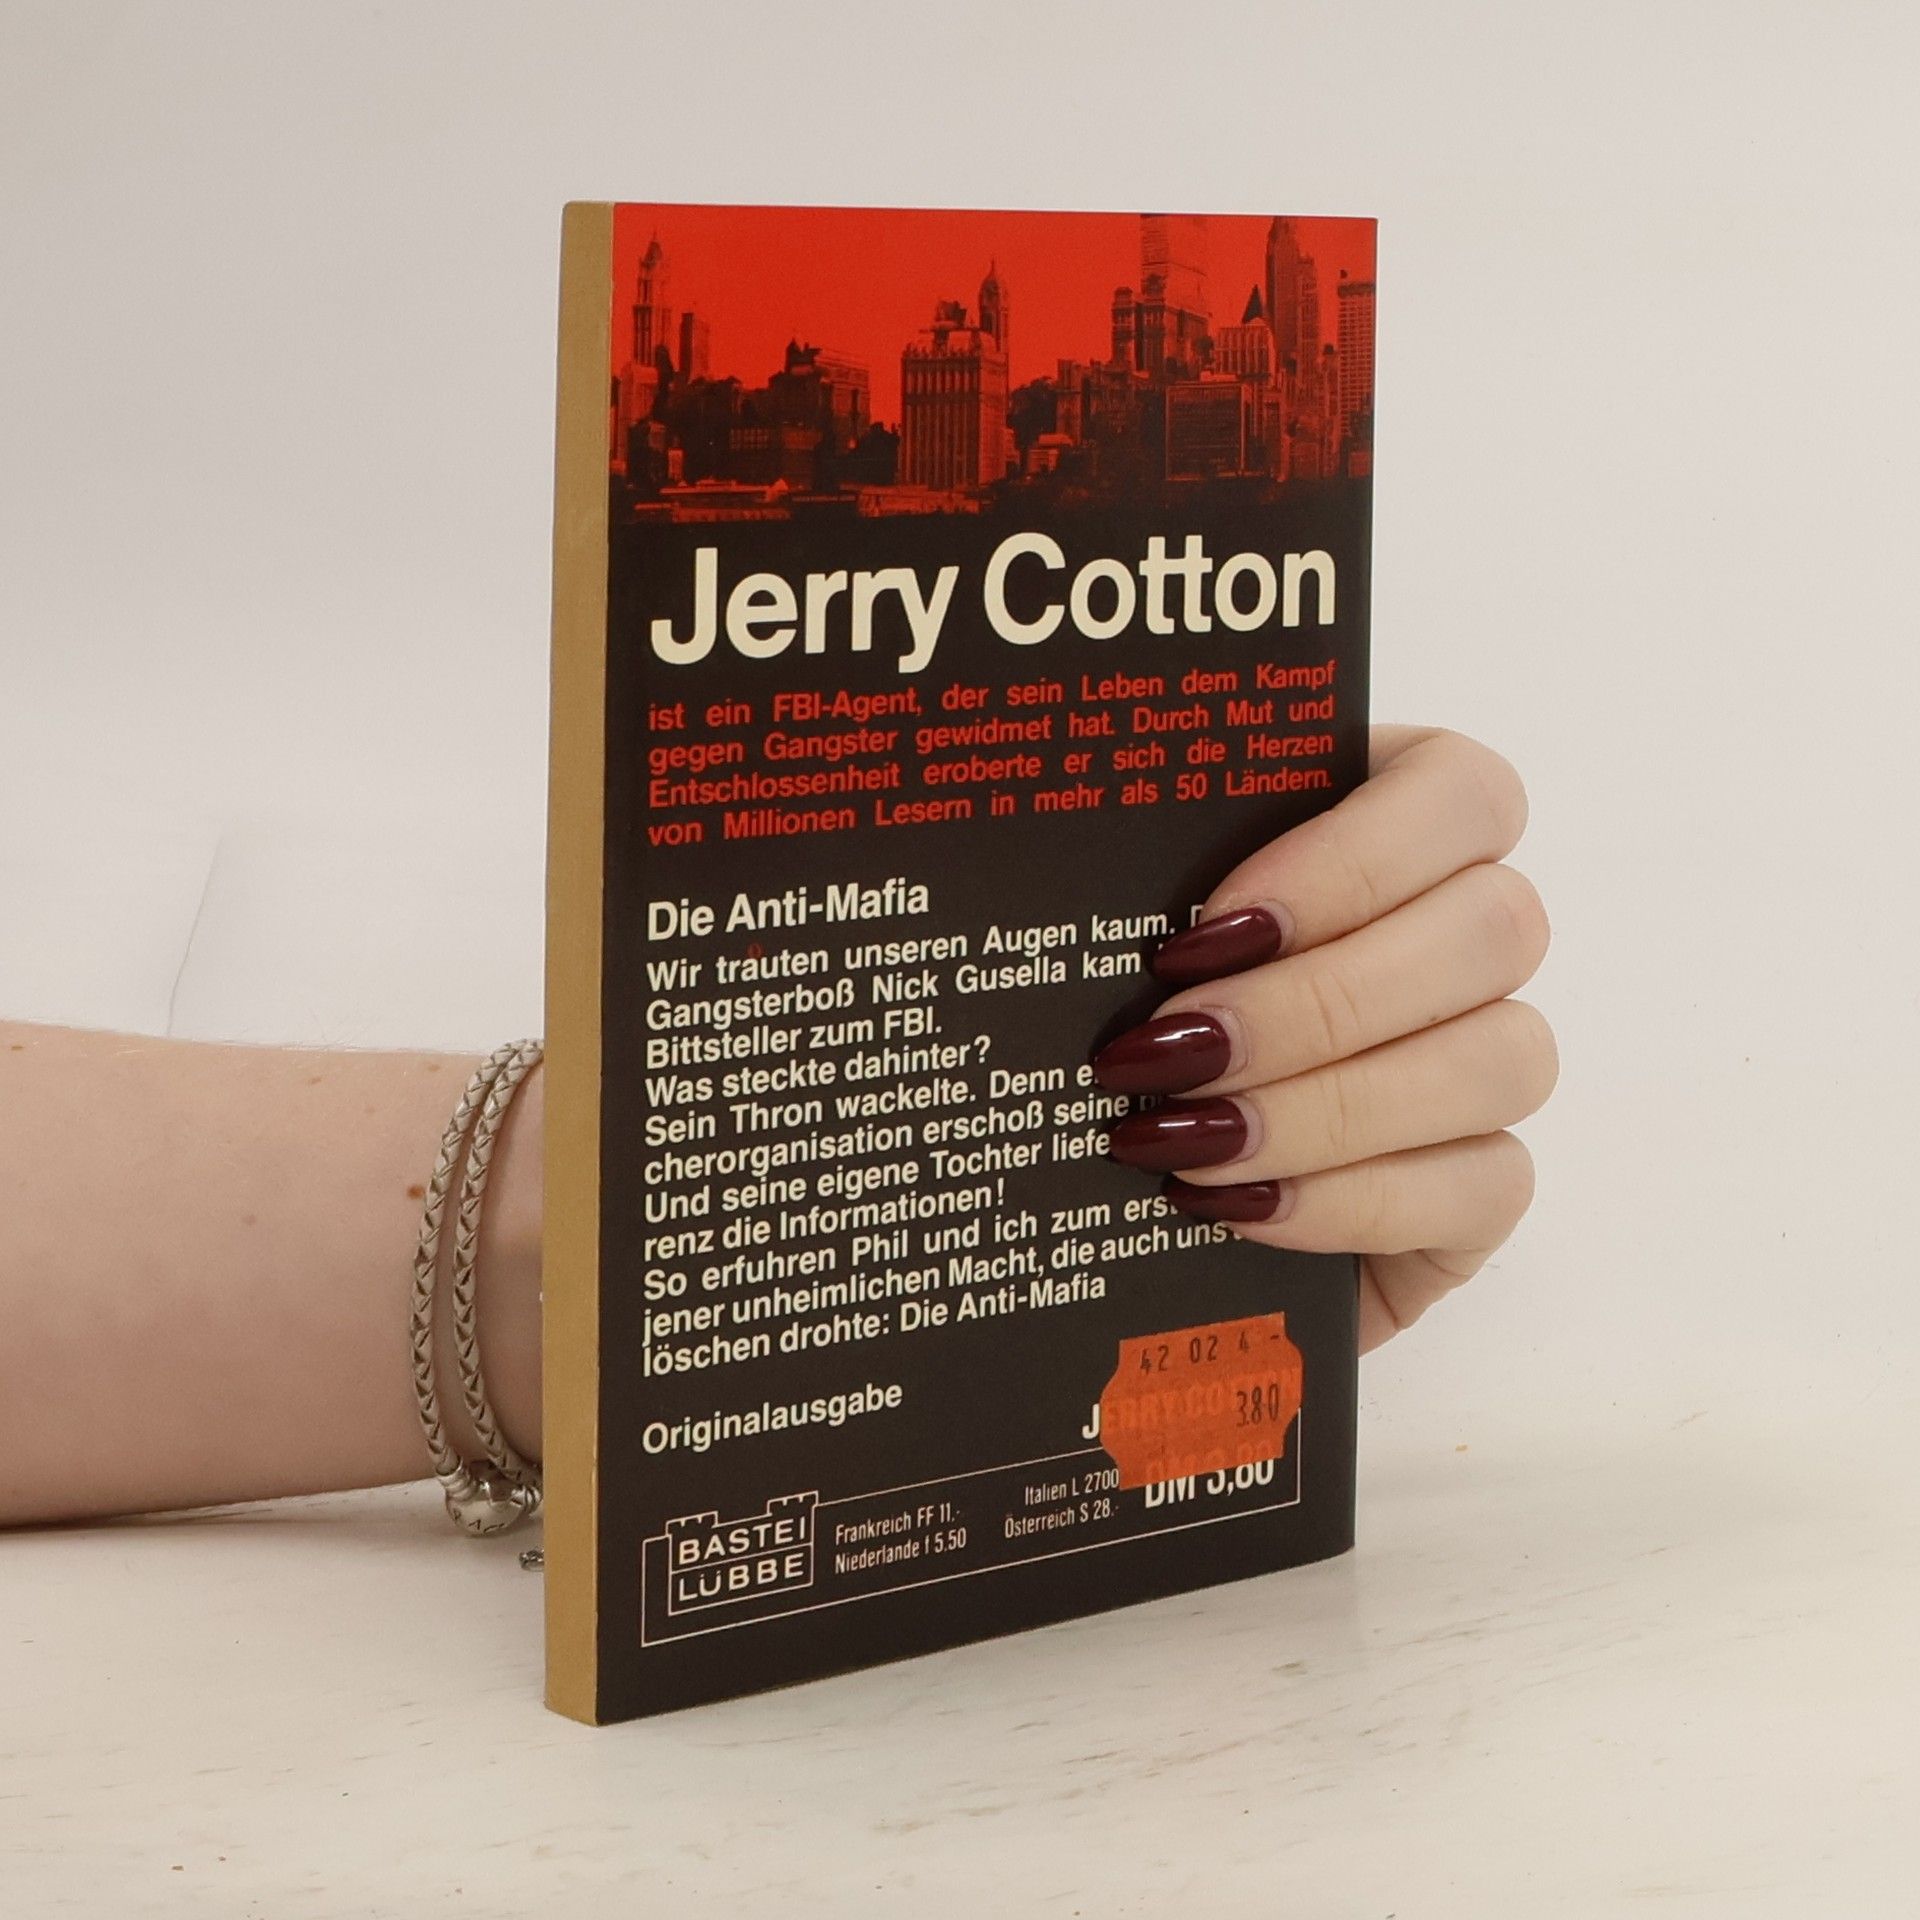 Jerry Cotton
ist ein FBI-Agent, der sein Leben dem Kampf
gegen Gangster gewidmet hat. Durch Mut und
Entschlossenheit eroberte er sich die Herzen
von Millionen Lesern in mehr als 50 Ländern.
Die Anti-Mafia
Wir trauten unseren Augen kaum.
Gangsterboß Nick Gusella kam
Bittsteller zum FBI.
Was steckte dahinter?
Sein Thron wackelte. Denn
cherorganisation erschoß seine
Und seine eigene Tochter
renz die Informationen!
So erfuhren Phil und ich zum
jener unheimlichen Macht, die auch uns
löschen drohte: Die Anti-Mafia
Originalausgabe
42 02 4 -
JERRY COTTON
380
DM 3,80
BASTEI
LÜBBE
Frankreich FF 11.-
Niederlande f 5.50
Italien L 2700
Österreich S 28.-